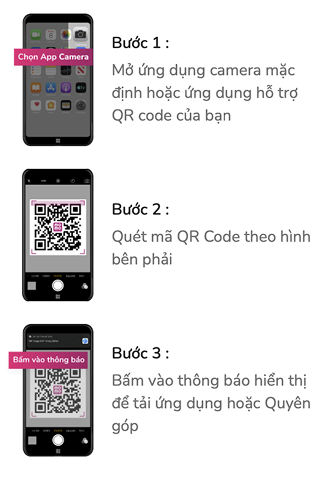 Chọn App Camera
Bước 1 :
Mở ứng dụng camera mặc
định hoặc ứng dụng hỗ trợ
QR code của bạn
Bước 2 :
Quét mã QR Code theo hình
bên phải
Bấm vào thông báo
Bước 3 :
Bấm vào thông báo hiển thị
để tải ứng dụng hoặc Quyên
góp